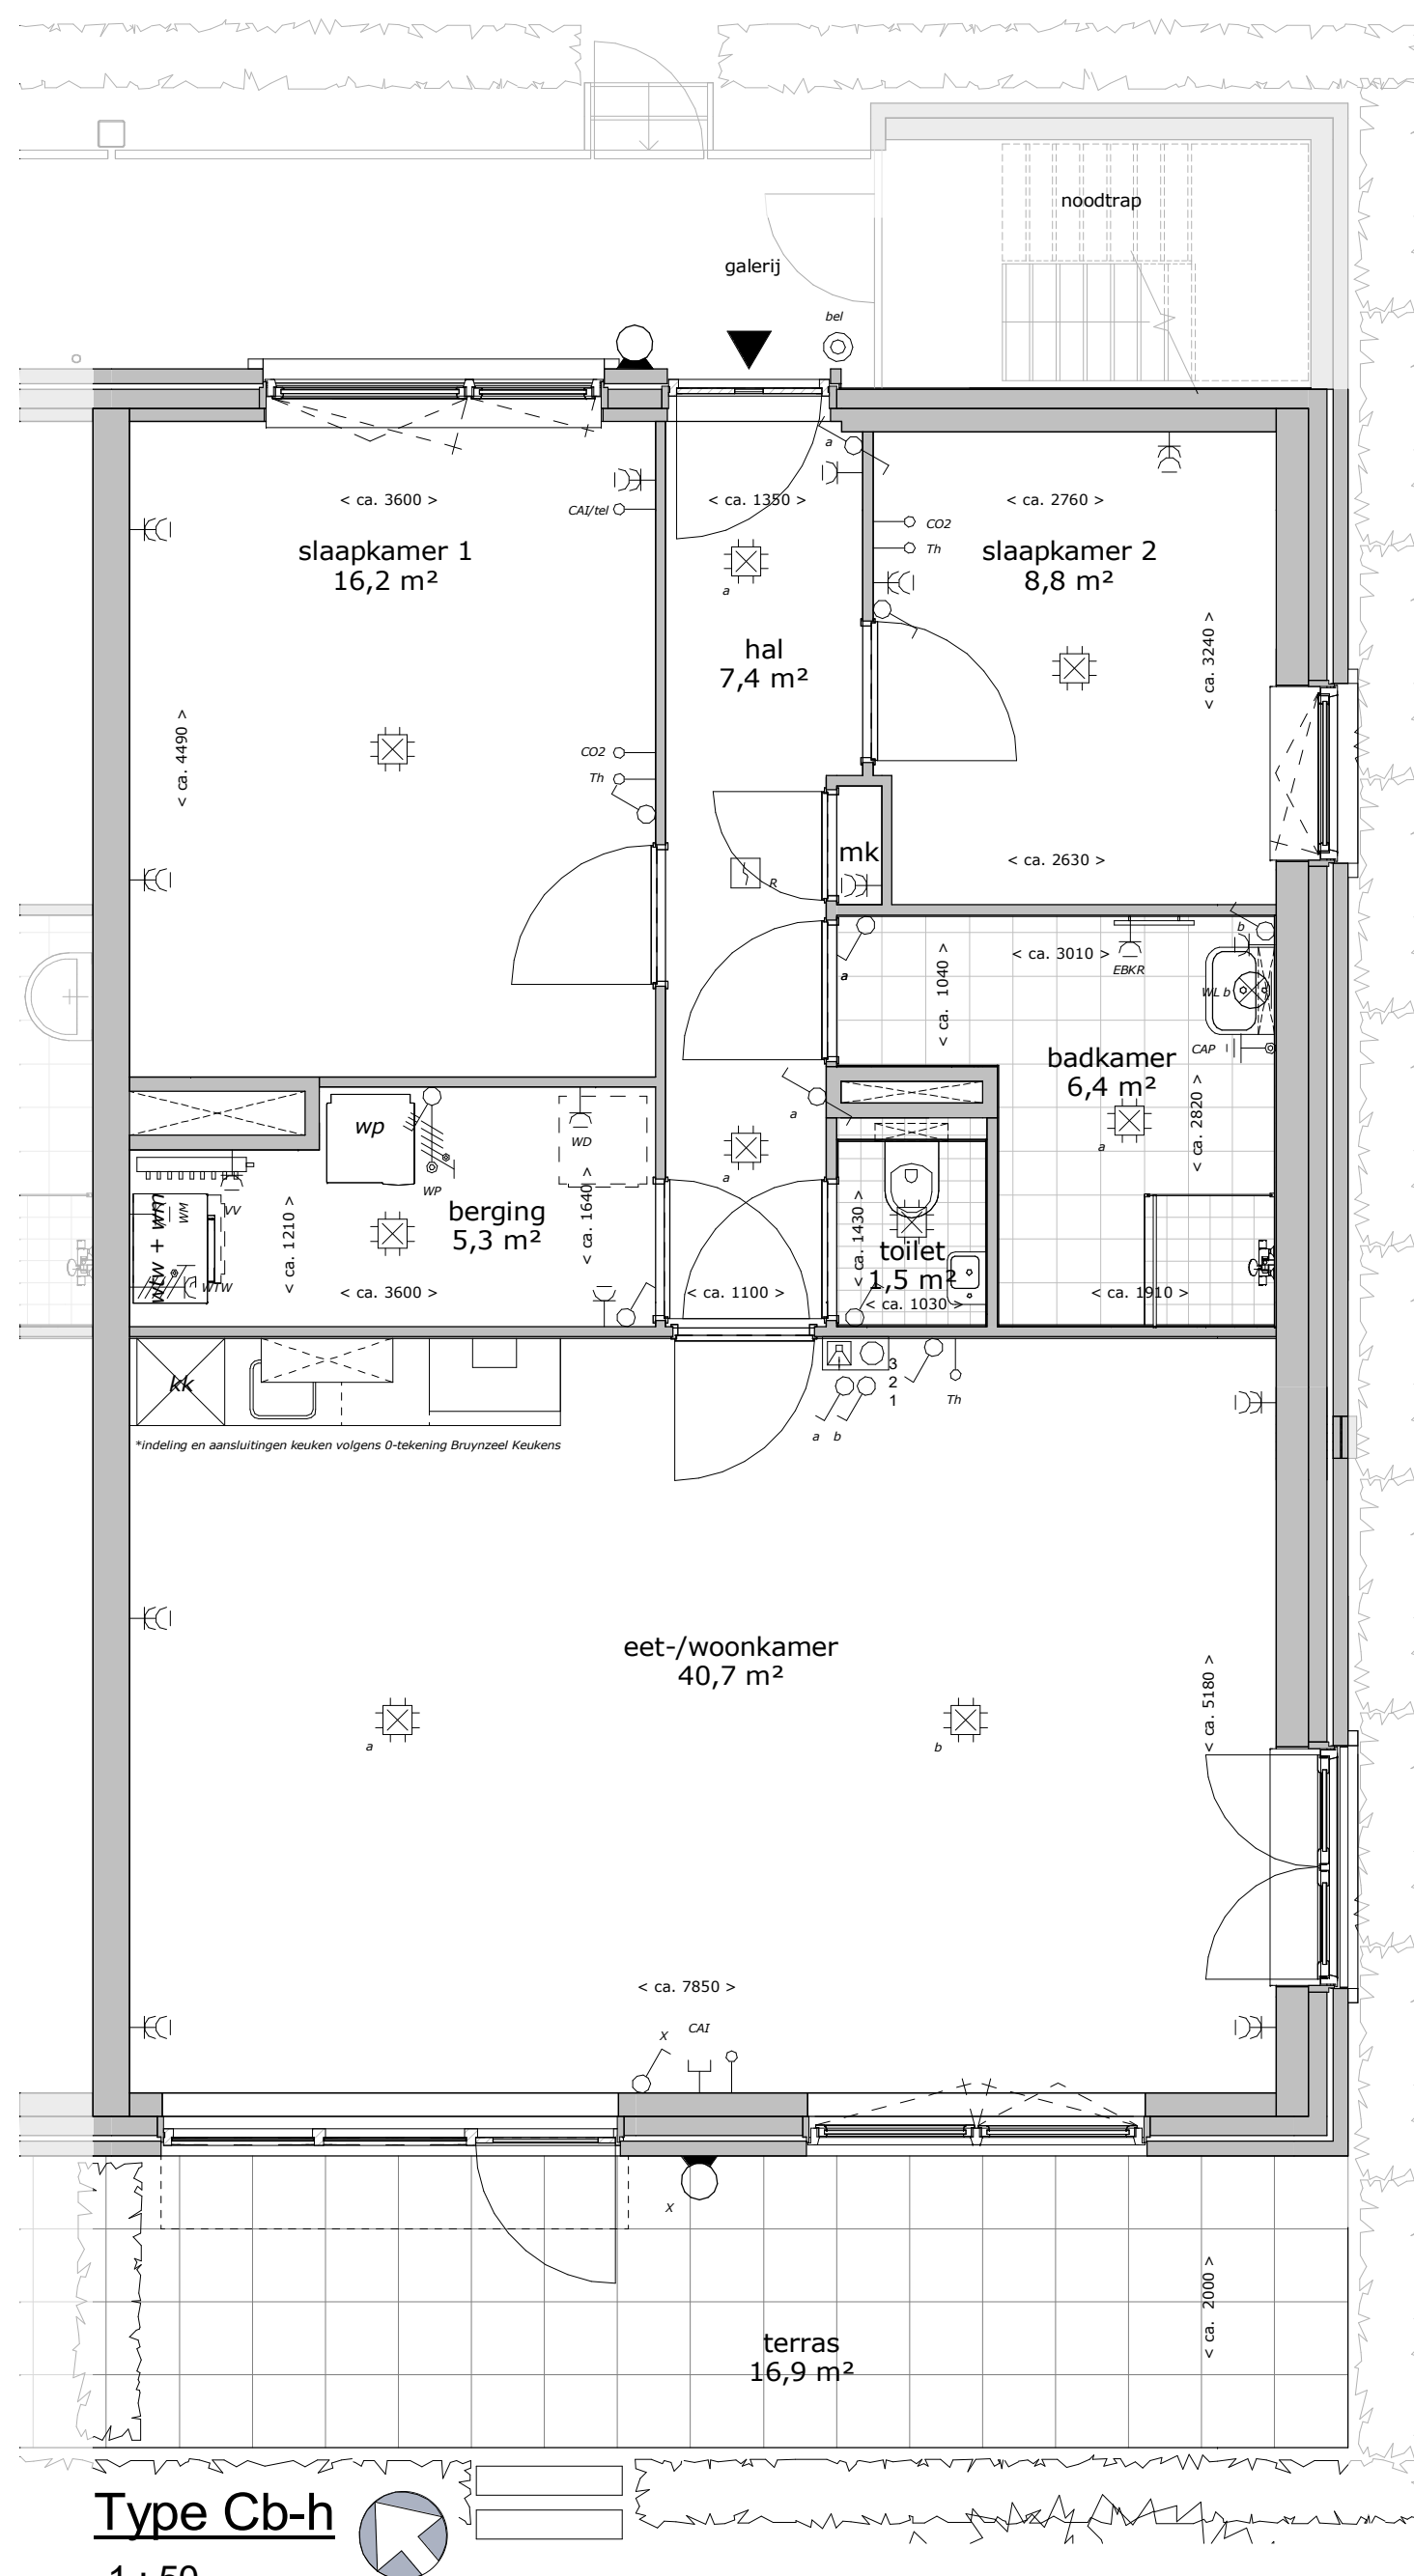 noodtrap
galerij
bel
a
< ca. 3600 >
< ca. 1350 >
< ca. 2760 >
CAI/tel
CO2
Th
slaapkamer 1
16,2 m²
slaapkamer 2
8,8 m²
a
hal
7,4 m²
< ca. 3240 >
< ca. 4490 >
CO2
Th
mk
R
< ca. 2630 >
b
a
< ca. 1040 >
< ca. 3010 >
EBKR
WL b
CAP
badkamer
6,4 m²
< ca. 2820 >
a
wp
WD
a
a
WP
VV
WM
wtw + wm
WTW
berging
5,3 m²
< ca. 1210 >
< ca. 1640 >
< ca. 3600 >
< ca. 1100 >
< ca. 1430 >
toilet
1,5 m²
< ca. 1030 >
< ca. 1910 >
kk
3
2
1
Th
a b
*indeling en aansluitingen keuken volgens 0-tekening Bruynzeel Keukens
eet-/woonkamer
40,7 m²
< ca. 5180 >
a
b
< ca. 7850 >
X
CAI
X
< ca. 2000 >
terras
16,9 m²
Type Cb-h
1 : 50